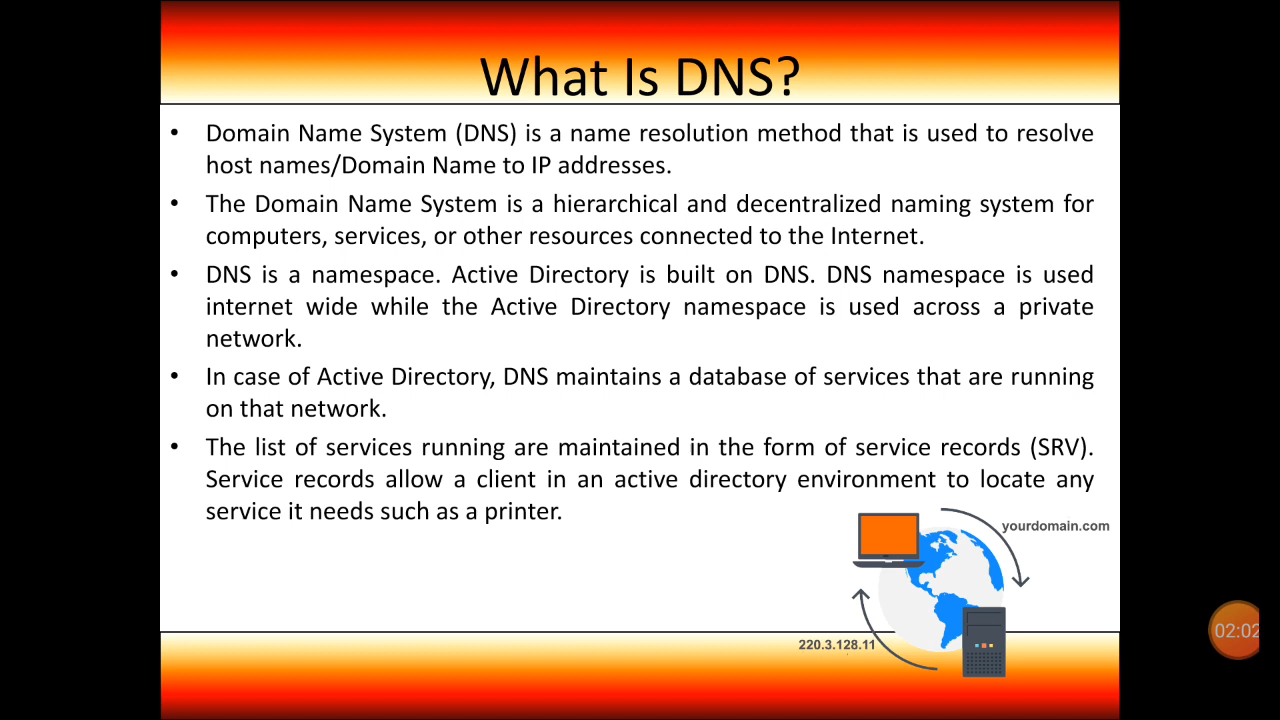 What Is DNS?
• Domain Name System (DNS) is a name resolution method that is used to resolve
host names/Domain Name to IP addresses.
• The Domain Name System is a hierarchical and decentralized naming system for
computers, services, or other resources connected to the Internet.
• DNS is a namespace. Active Directory is built on DNS. DNS namespace is used
internet wide while the Active Directory namespace is used across a private
network.
• In case of Active Directory, DNS maintains a database of services that are running
on that network.
• The list of services running are maintained in the form of service records (SRV).
Service records allow a client in an active directory environment to locate any
service it needs such as a printer.
yourdomain.com
220.3.128.11
02:02